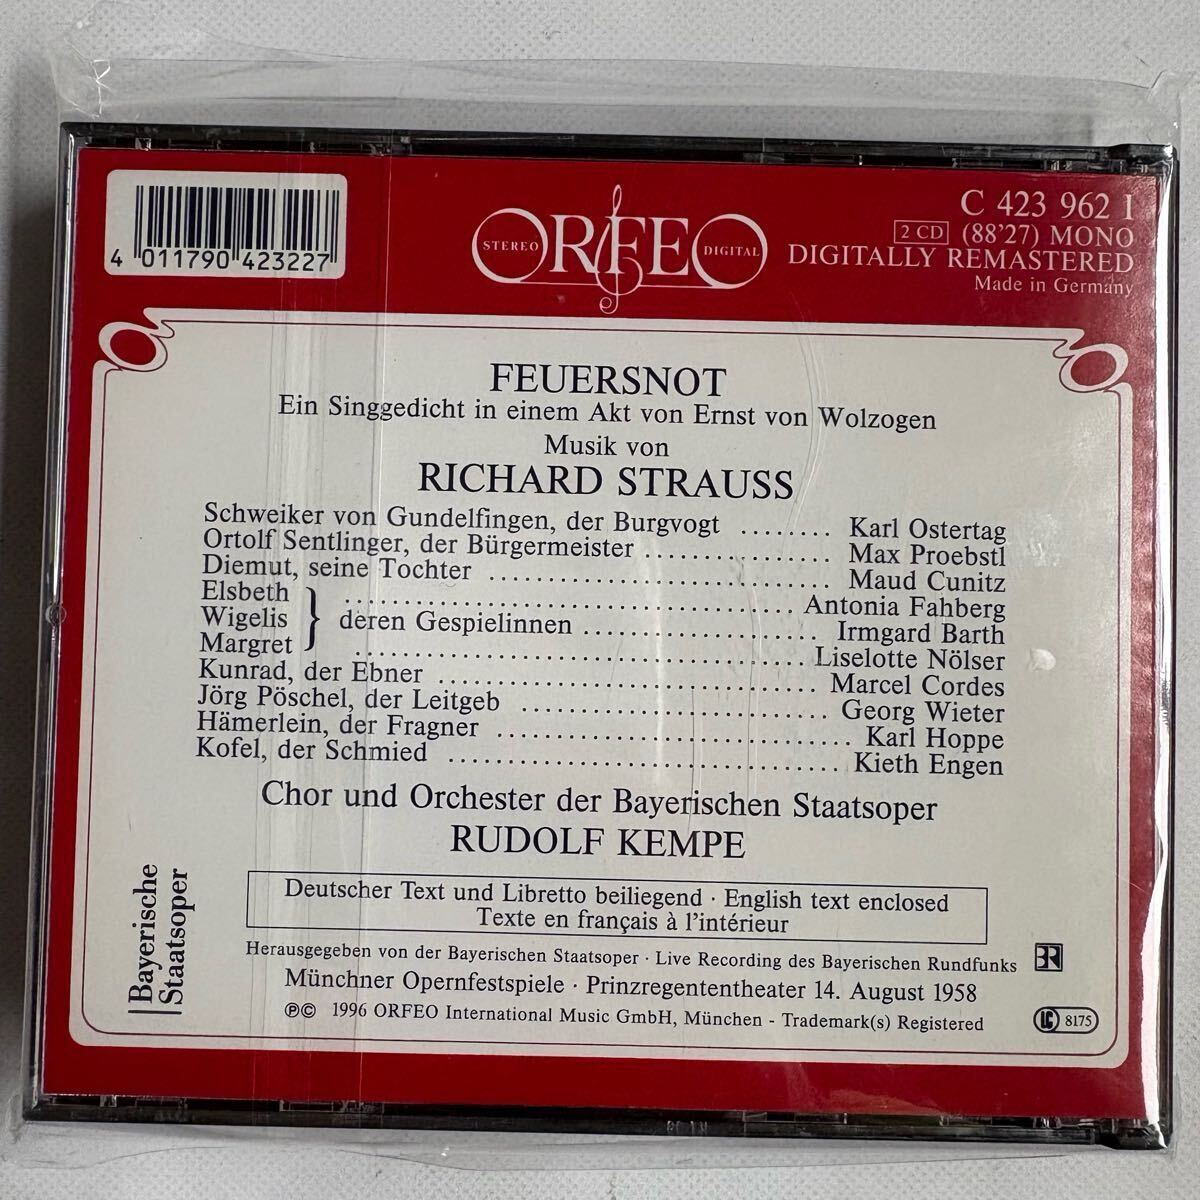 4 011790 423227
STEREO ORFEO DIGITAL
C 423 962 I
2 CD (88'27) MONO
DIGITALLY REMASTERED
Made in Germany
FEUERSNOT
Ein Singgedicht in einem Akt von Ernst von Wolzogen
Musik von
RICHARD STRAUSS
Schweiker von Gundelfingen, der Burgvogt ........ Karl Ostertag
Ortolf Sentlinger, der Bürgermeister ................ Max Proebstl
Diemut, seine Tochter ............................. Maud Cunitz
Elsbeth ...................................... Antonia Fahberg
Wigelis } deren Gespielinnen .................... Irmgard Barth
Margret ...................................... Liselotte Nölser
Kunrad, der Ebner ................................ Marcel Cordes
Jörg Pöschel, der Leitgeb .......................... Georg Wieter
Hämerlein, der Fragner .............................. Karl Hoppe
Kofel, der Schmied ................................. Kieth Engen
Chor und Orchester der Bayerischen Staatsoper
RUDOLF KEMPE
Bayerische
Staatsoper
Deutscher Text und Libretto beiliegend · English text enclosed
Texte en français à l'intérieur
Herausgegeben von der Bayerischen Staatsoper · Live Recording des Bayerischen Rundfunks BR
Münchner Opernfestspiele · Prinzregententheater 14. August 1958
℗© 1996 ORFEO International Music GmbH, München - Trademark(s) Registered
LC 8175